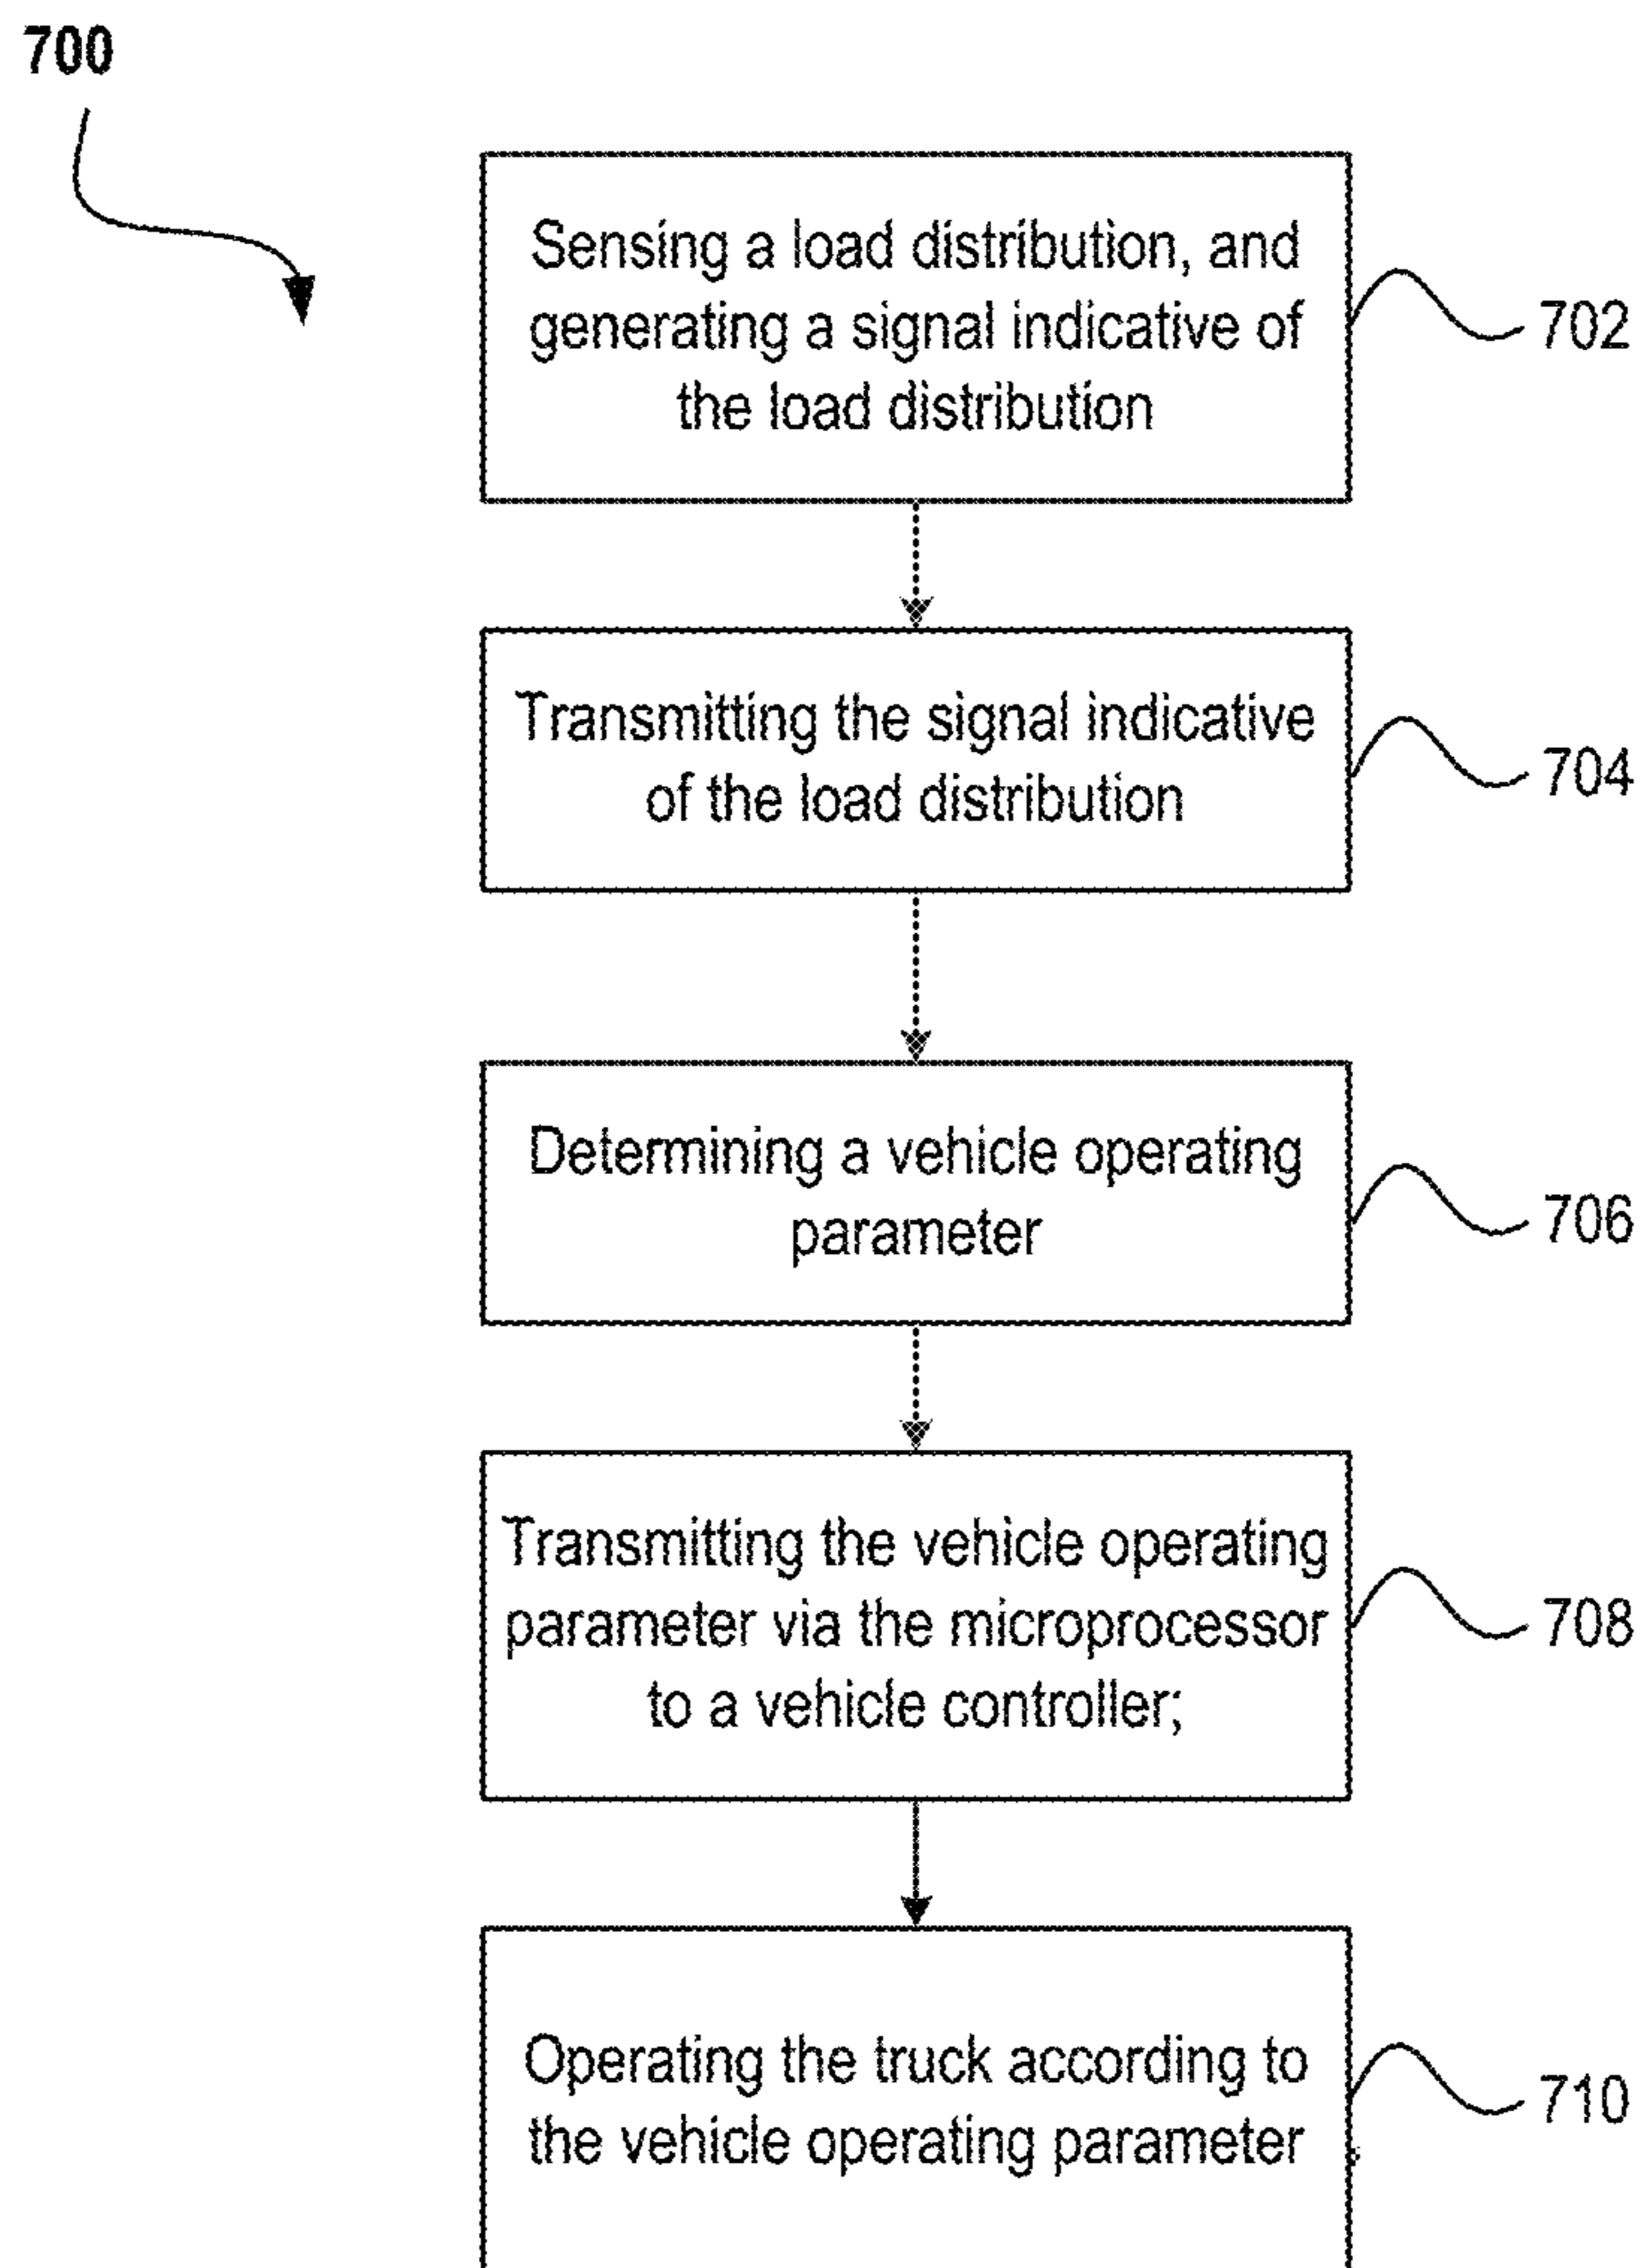 700
Sensing a load distribution, and
generating a signal indicative of
the load distribution
702
Transmitting the signal indicative
of the load distribution
704
Determining a vehicle operating
parameter
706
Transmitting the vehicle operating
parameter via the microprocessor
to a vehicle controller;
708
Operating the truck according to
the vehicle operating parameter
710